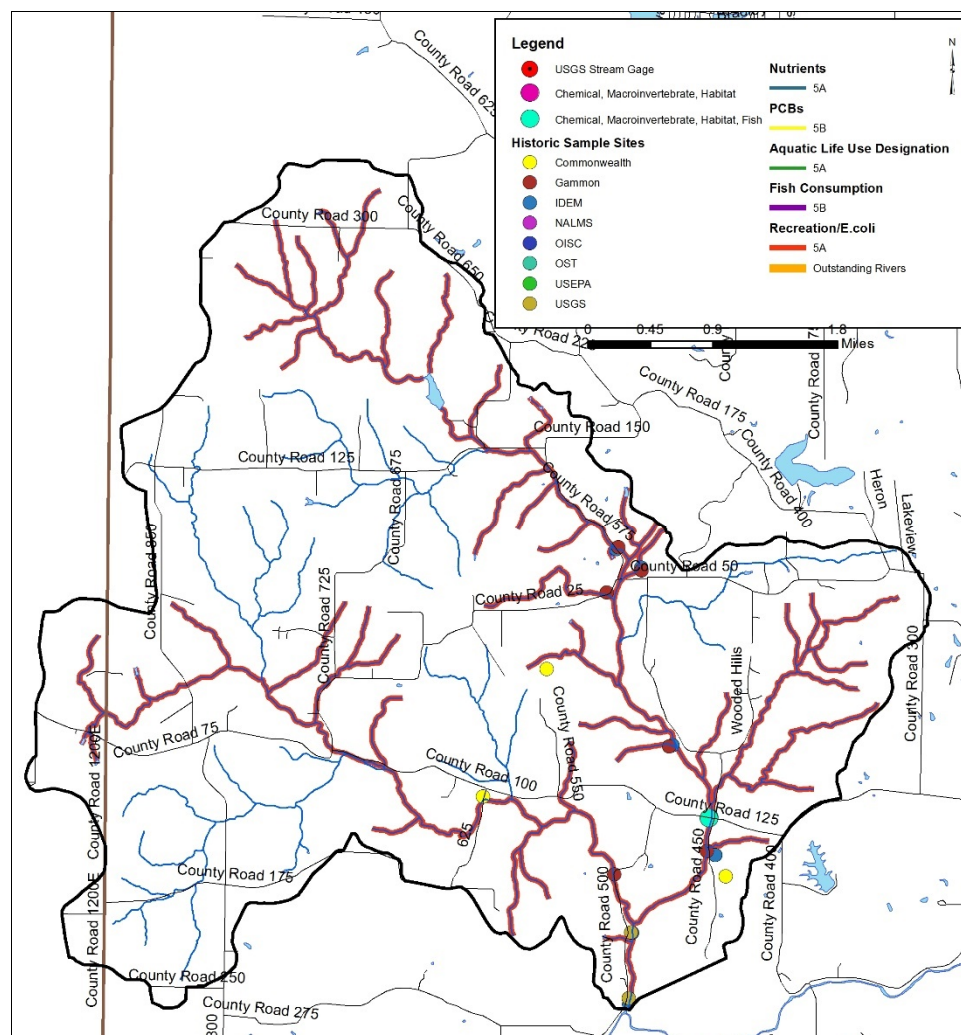 County Road 625
Legend
USGS Stream Gage
Chemical, Macroinvertebrate, Habitat
Chemical, Macroinvertebrate, Habitat, Fish
Historic Sample Sites
Commonwealth
Gammon
IDEM
NALMS
OISC
OST
USEPA
USGS
N
Nutrients
5A
PCBs
5B
Aquatic Life Use Designation
5A
Fish Consumption
5B
Recreation/E.coli
5A
Outstanding Rivers
0 0.45 0.9 1.8
Miles
County Road 300
County Road 650
County Road 175
County Road 150
County Road 125
County Road 675
County Road 400
County Road 575
Heron
Lakeview
County Road 850
County Road 50
County Road 725
County Road 25
County Road 300
Wooded Hills
County Road 75
County Road 1200E
County Road 550
County Road 100
County Road 125
625
County Road 450
County Road 400
County Road 175
County Road 500
County Road 1200E
County Road 250
County Road 275